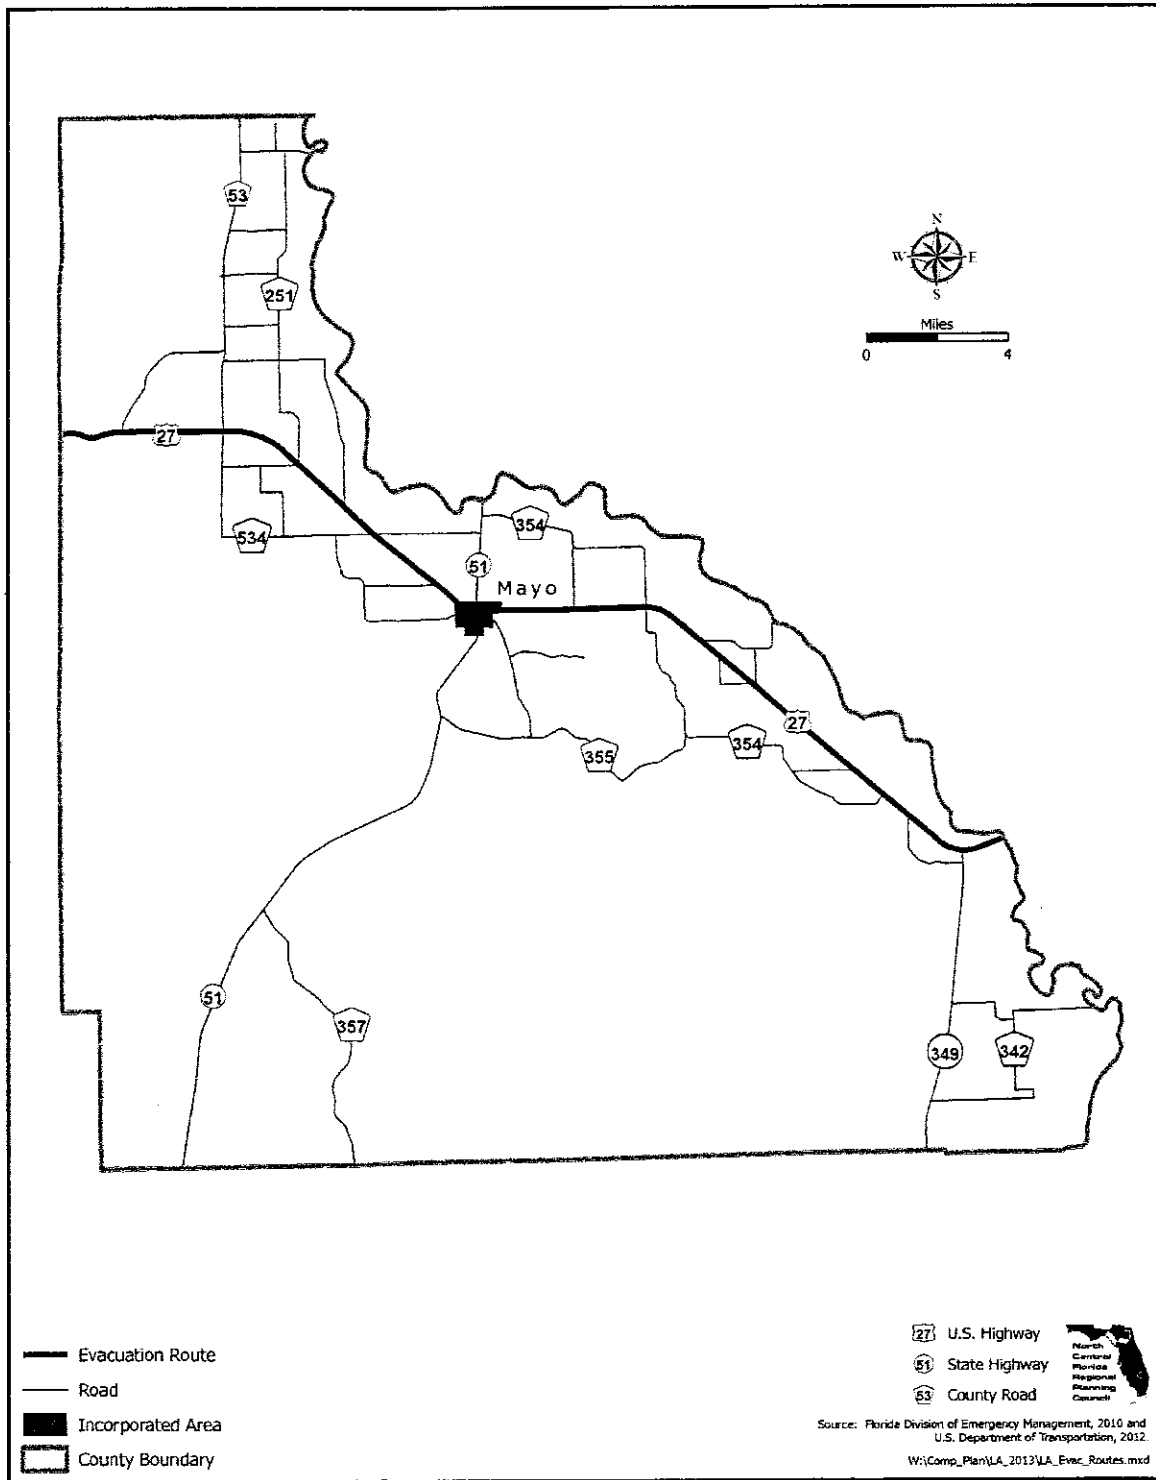 53
N
W E
S
251
Miles
0 4
27
354
534
51
Mayo
27
354
355
51
357
349
342
Evacuation Route
Road
Incorporated Area
County Boundary
27 U.S. Highway
51 State Highway
53 County Road
North
Central
Florida
Regional
Planning
Council
Source: Florida Division of Emergency Management, 2010 and
U.S. Department of Transportation, 2012.
W:\Comp_Plan\LA_2013\LA_Evac_Routes.mxd